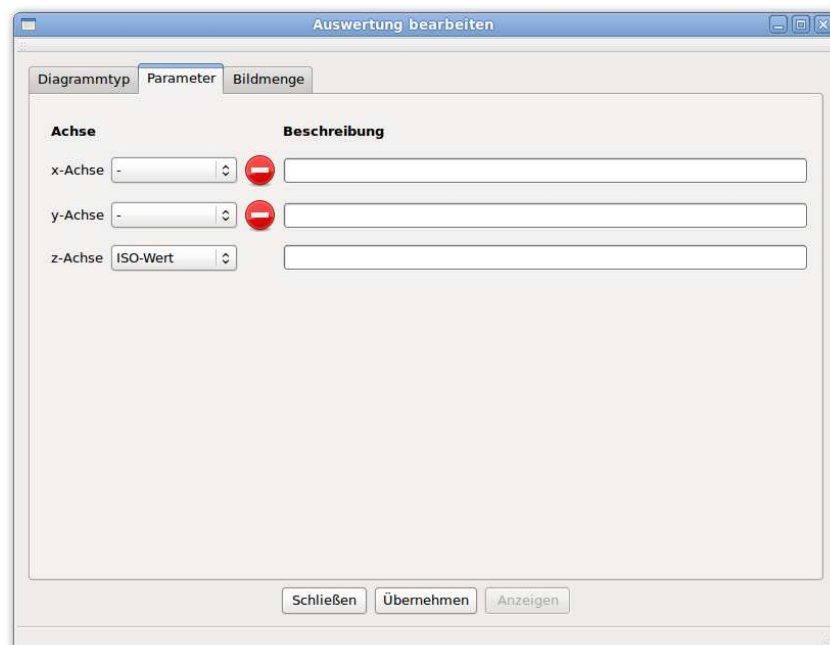 Auswertung bearbeiten
Diagrammtyp Parameter Bildmenge
Achse Beschreibung
x-Achse -
y-Achse -
z-Achse ISO-Wert
Schließen Übernehmen Anzeigen